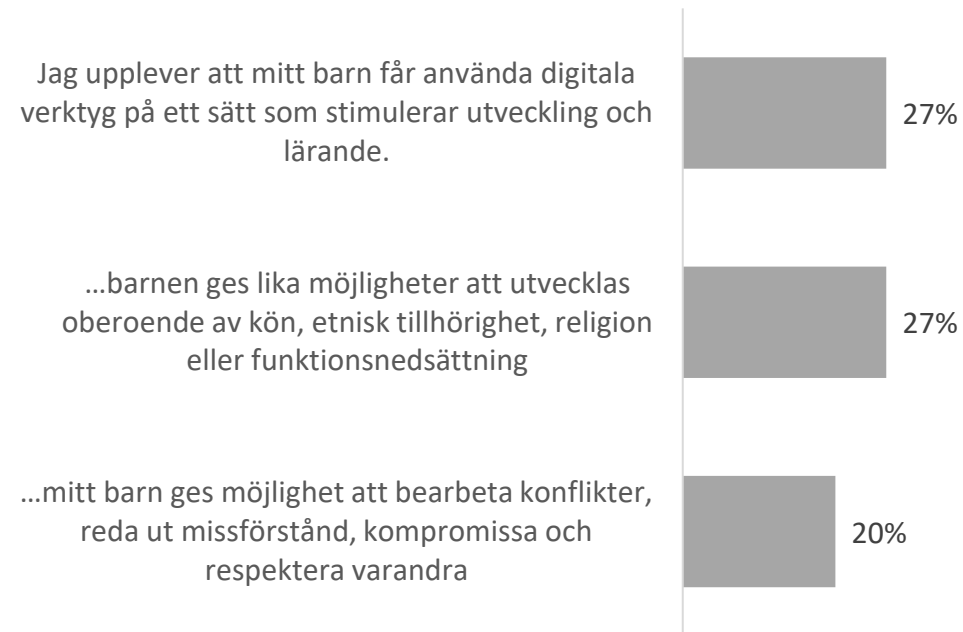 Jag upplever att mitt barn får använda digitala
verktyg på ett sätt som stimulerar utveckling och
lärande.
27%
…barnen ges lika möjligheter att utvecklas
oberoende av kön, etnisk tillhörighet, religion
eller funktionsnedsättning
27%
…mitt barn ges möjlighet att bearbeta konflikter,
reda ut missförstånd, kompromissa och
respektera varandra
20%